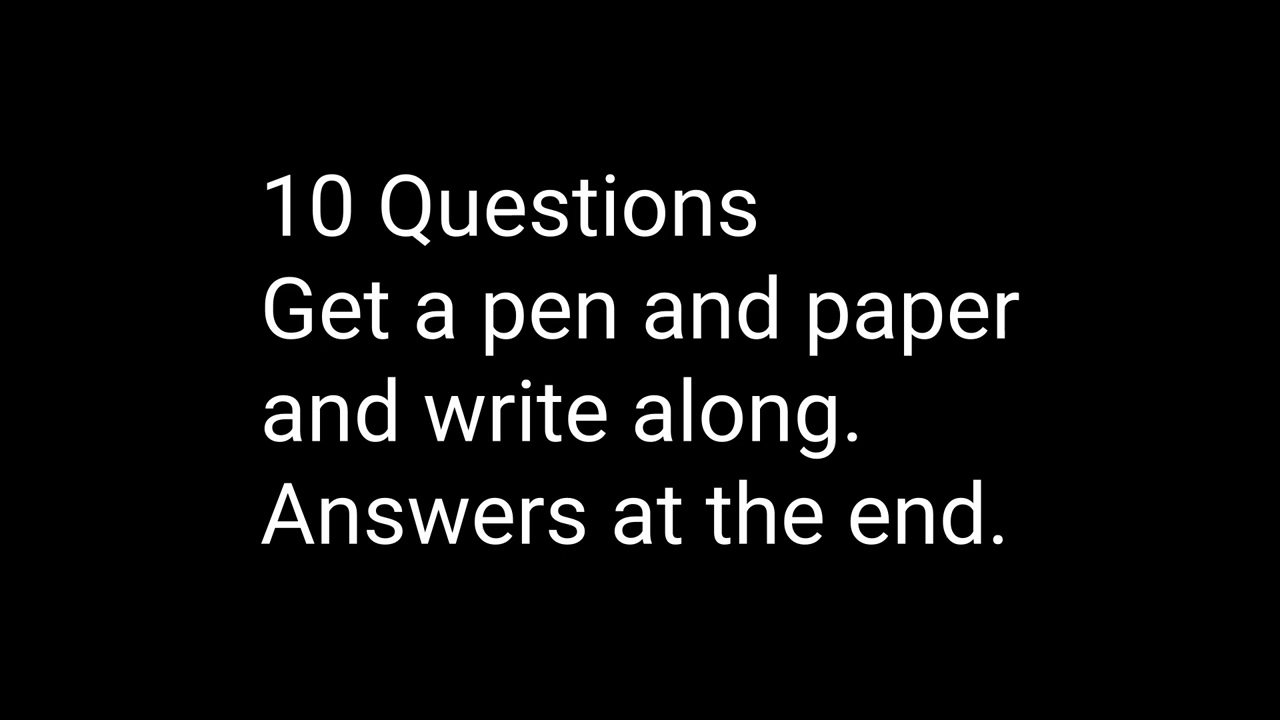 10 Questions
Get a pen and paper
and write along.
Answers at the end.